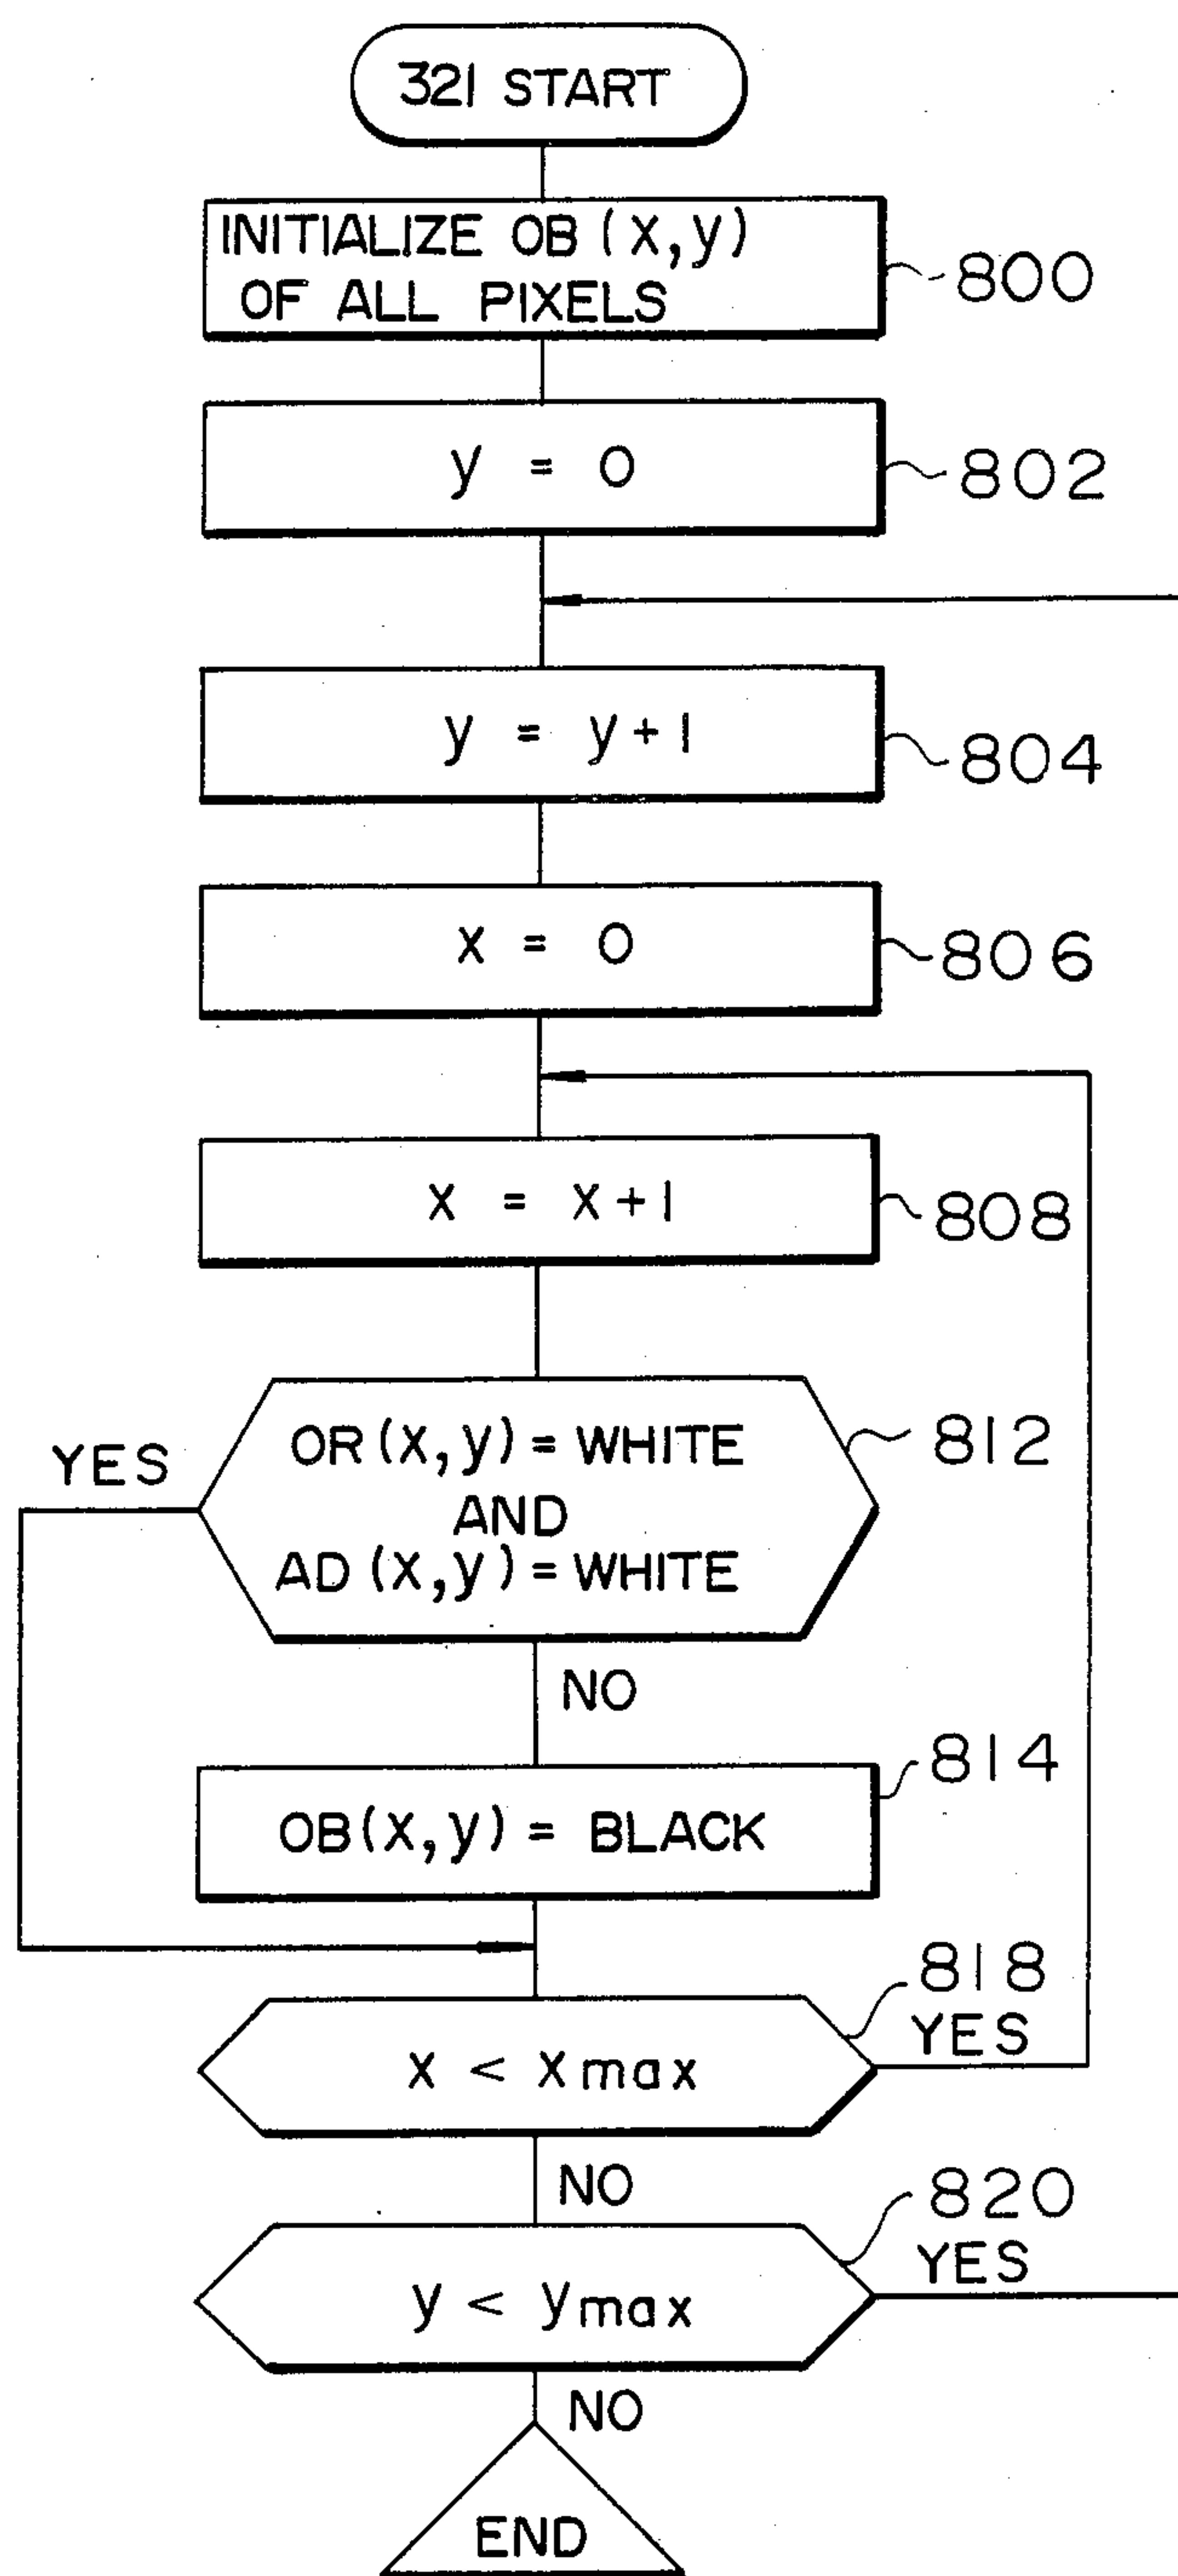 321 START
INITIALIZE OB (x,y)
OF ALL PIXELS
800
y = 0
802
y = y+1
804
x = 0
806
x = x+1
808
YES
OR(x,y) = WHITE
AND
AD (x,y) = WHITE
812
NO
OB(x,y) = BLACK
814
818
YES
x < xmax
NO
820
YES
y < ymax
NO
END